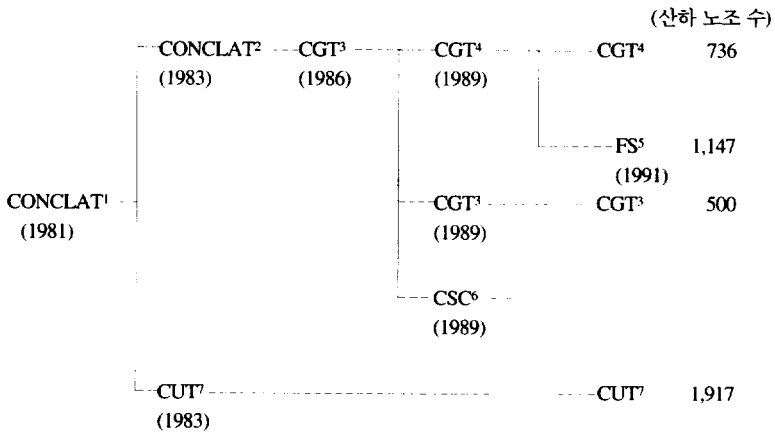 (산하 노조 수)
CONCLAT² CGT³ CGT⁴ CGT⁴ 736
(1983) (1986) (1989)
FS⁵ 1,147
(1991)
CONCLAT¹ CGT³ CGT³ 500
(1981) (1989)
CSC⁶
(1989)
CUT⁷ CUT⁷ 1,917
(1983)